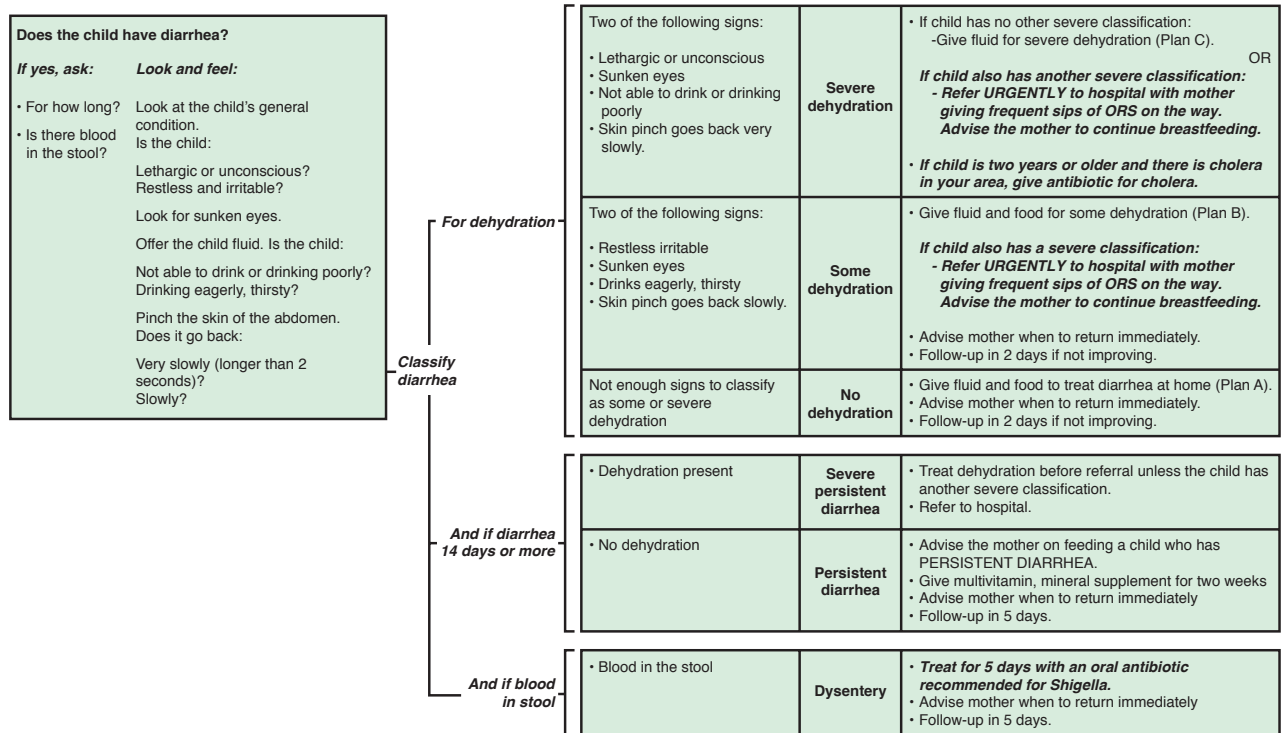 Does the child have diarrhea?
If yes, ask:
• For how long?
• Is there blood
in the stool?
Look and feel:
Look at the child's general
condition.
Is the child:
Lethargic or unconscious?
Restless and irritable?
Look for sunken eyes.
Offer the child fluid. Is the child:
Not able to drink or drinking poorly?
Drinking eagerly, thirsty?
Pinch the skin of the abdomen.
Does it go back:
Very slowly (longer than 2
seconds)?
Slowly?
Classify
diarrhea
For dehydration
Two of the following signs:
• Lethargic or unconscious
• Sunken eyes
• Not able to drink or drinking
poorly
• Skin pinch goes back very
slowly.
Severe
dehydration
• If child has no other severe classification:
-Give fluid for severe dehydration (Plan C).
OR
If child also has another severe classification:
- Refer URGENTLY to hospital with mother
giving frequent sips of ORS on the way.
Advise the mother to continue breastfeeding.
• If child is two years or older and there is cholera
in your area, give antibiotic for cholera.
Two of the following signs:
• Restless irritable
• Sunken eyes
• Drinks eagerly, thirsty
• Skin pinch goes back slowly.
Some
dehydration
• Give fluid and food for some dehydration (Plan B).
If child also has a severe classification:
- Refer URGENTLY to hospital with mother
giving frequent sips of ORS on the way.
Advise the mother to continue breastfeeding.
• Advise mother when to return immediately.
• Follow-up in 2 days if not improving.
Not enough signs to classify
as some or severe
dehydration
No
dehydration
• Give fluid and food to treat diarrhea at home (Plan A).
• Advise mother when to return immediately.
• Follow-up in 2 days if not improving.
And if diarrhea
14 days or more
• Dehydration present
Severe
persistent
diarrhea
• Treat dehydration before referral unless the child has
another severe classification.
• Refer to hospital.
• No dehydration
Persistent
diarrhea
• Advise the mother on feeding a child who has
PERSISTENT DIARRHEA.
• Give multivitamin, mineral supplement for two weeks
• Advise mother when to return immediately
• Follow-up in 5 days.
And if blood
in stool
• Blood in the stool
Dysentery
• Treat for 5 days with an oral antibiotic
recommended for Shigella.
• Advise mother when to return immediately
• Follow-up in 5 days.